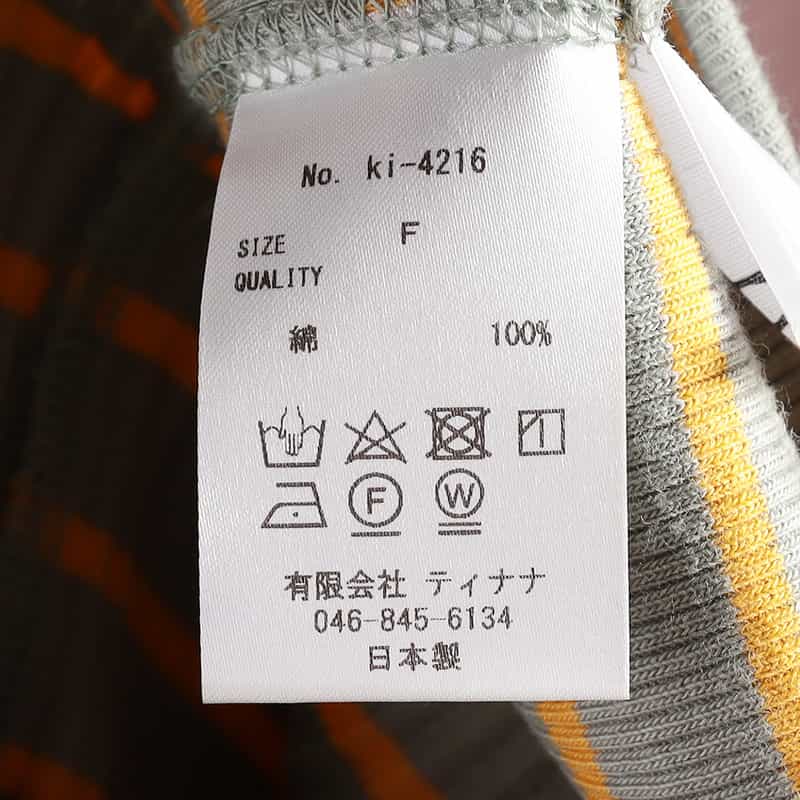 No. ki-4216
SIZE F
QUALITY
綿 100%
F W
有限会社 ティナナ
046-845-6134
日本製